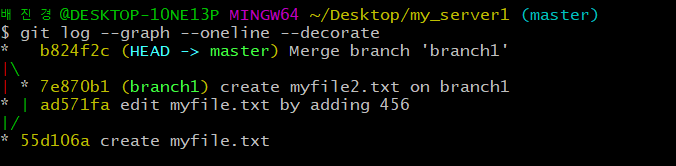 배 진 경 @DESKTOP-10NE13P MINGW64 ~/Desktop/my_server1 (master)
$ git log --graph --oneline --decorate
*   b824f2c (HEAD -> master) Merge branch 'branch1'
|\
| * 7e870b1 (branch1) create myfile2.txt on branch1
* | ad571fa edit myfile.txt by adding 456
|/
* 55d106a create myfile.txt